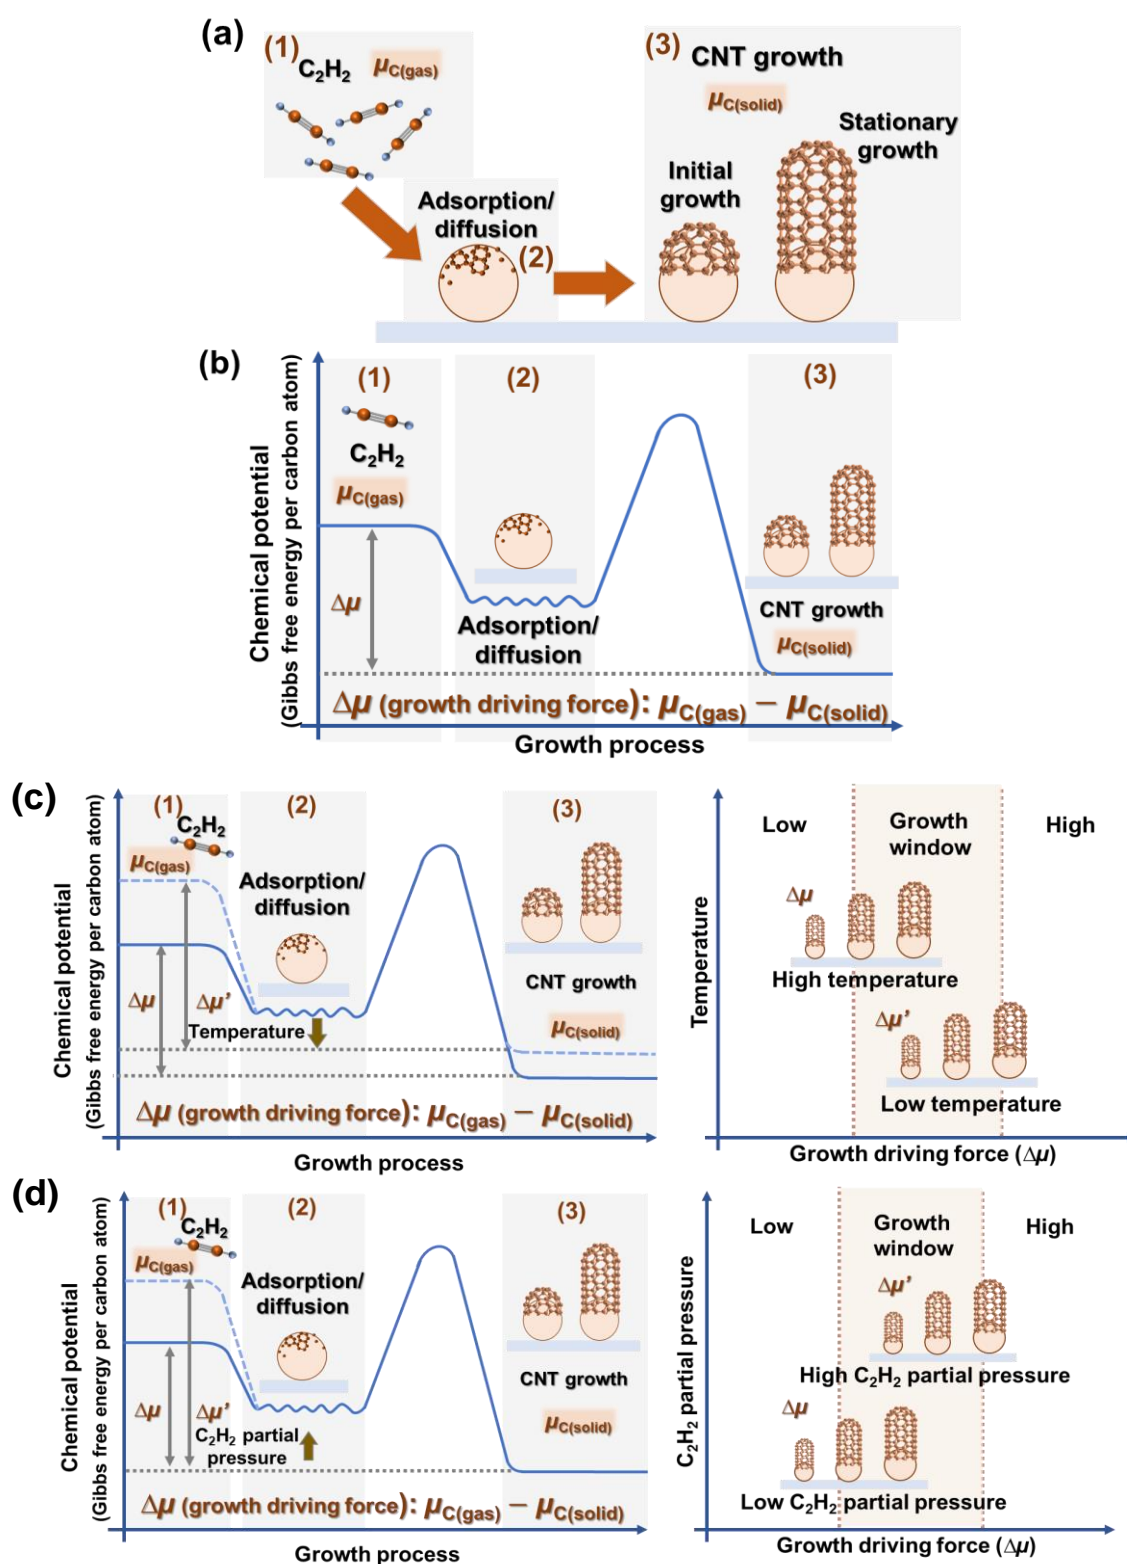 (a)
(1)
C₂H₂ μC(gas)
(3)
CNT growth
μC(solid)
Stationary
growth
Initial
growth
Adsorption/
diffusion
(2)
(b)
Chemical potential
(Gibbs free energy per carbon atom)
(1)
C₂H₂
μC(gas)
Δμ
(2)
Adsorption/
diffusion
(3)
CNT growth
μC(solid)
Δμ (growth driving force): μC(gas) − μC(solid)
Growth process
(c)
Chemical potential
(Gibbs free energy per carbon atom)
(1)
C₂H₂
μC(gas)
(2)
Adsorption/
diffusion
(3)
CNT growth
μC(solid)
Δμ
Δμ'
Temperature
Δμ (growth driving force): μC(gas) − μC(solid)
Growth process
Temperature
Low
Growth
window
High
Δμ
High temperature
Δμ'
Low temperature
Growth driving force (Δμ)
(d)
Chemical potential
(Gibbs free energy per carbon atom)
(1)
C₂H₂
μC(gas)
(2)
Adsorption/
diffusion
(3)
CNT growth
μC(solid)
Δμ
Δμ'
C₂H₂ partial
pressure
Δμ (growth driving force): μC(gas) − μC(solid)
Growth process
C₂H₂ partial pressure
Low
Growth
window
High
Δμ'
High C₂H₂ partial pressure
Δμ
Low C₂H₂ partial pressure
Growth driving force (Δμ)